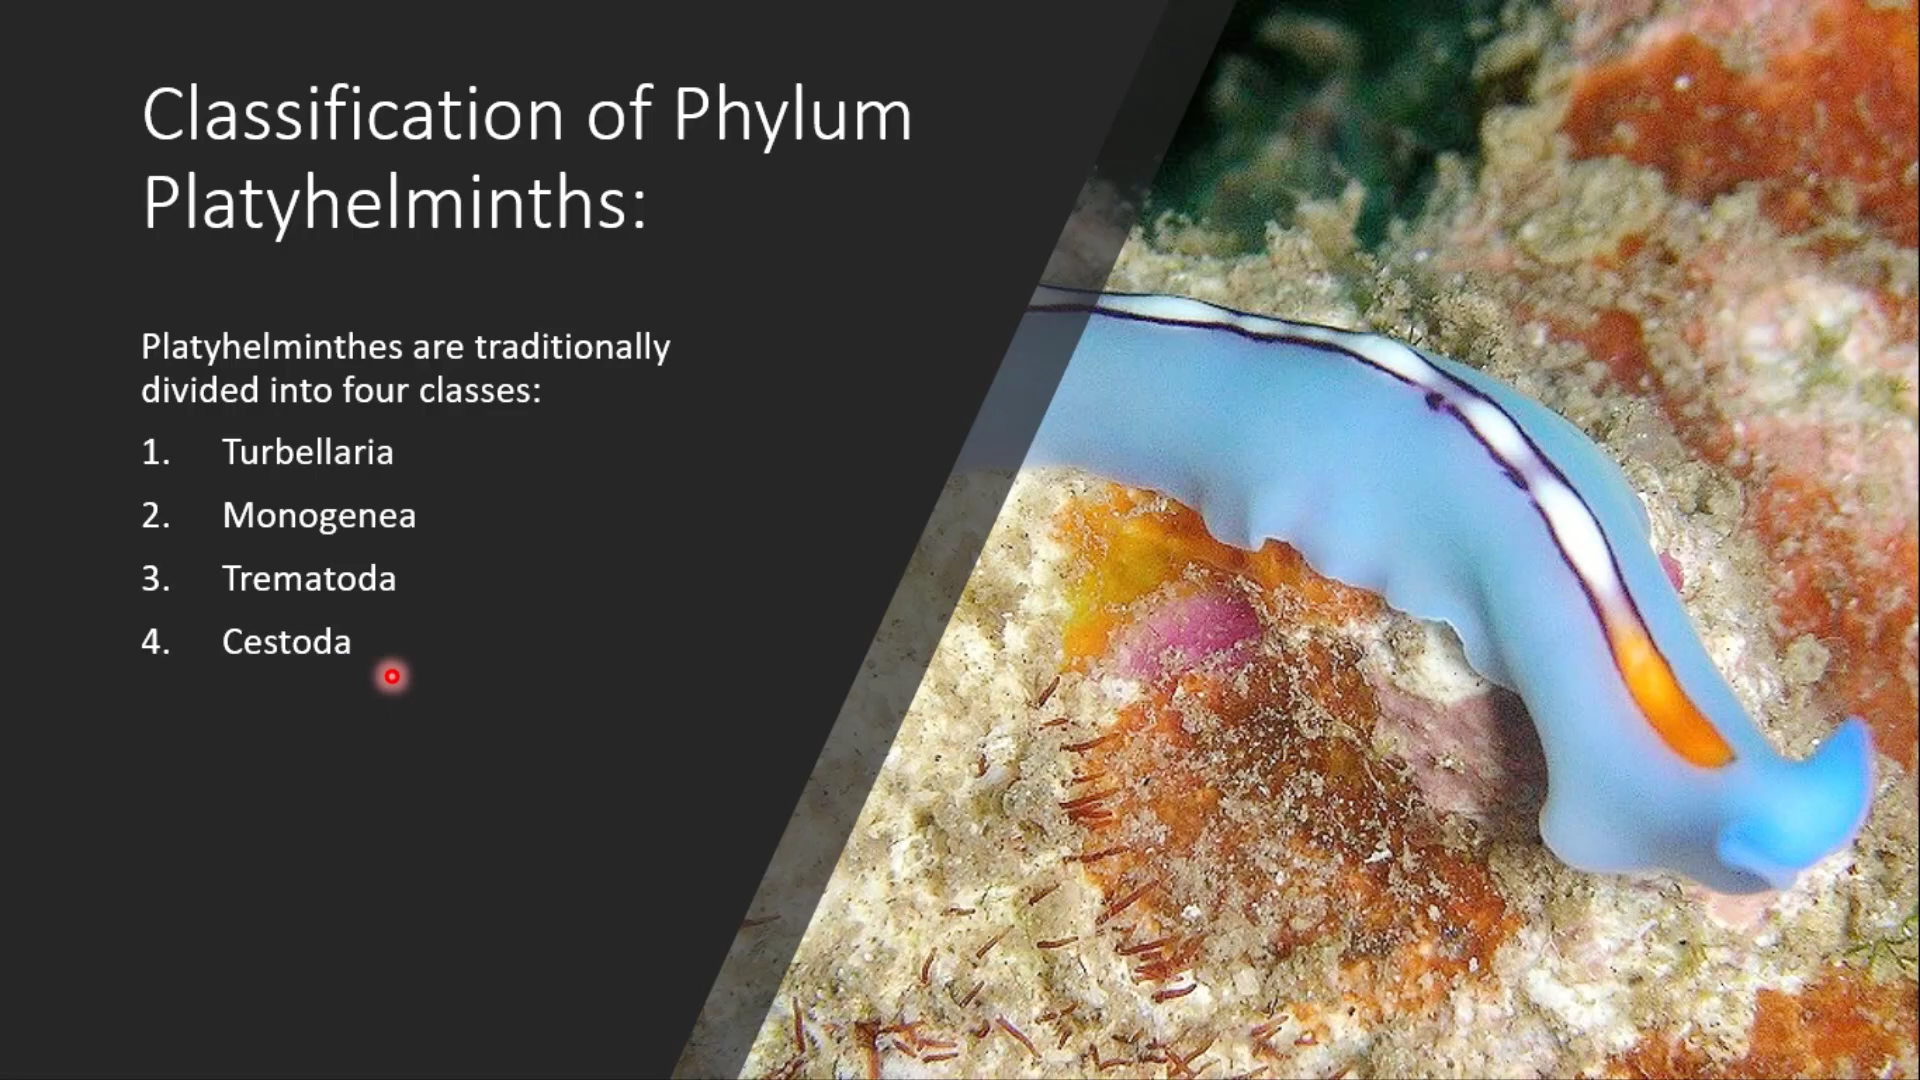 Classification of Phylum
Platyhelminths:
Platyhelminthes are traditionally
divided into four classes:
1. Turbellaria
2. Monogenea
3. Trematoda
4. Cestoda